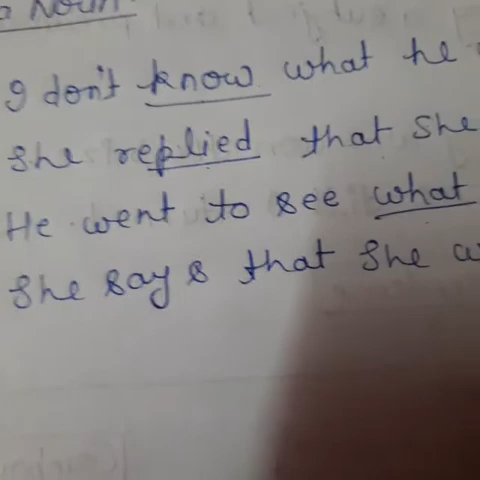 a Noun
I don't know what he
She replied that she
He went to see what
She says that she